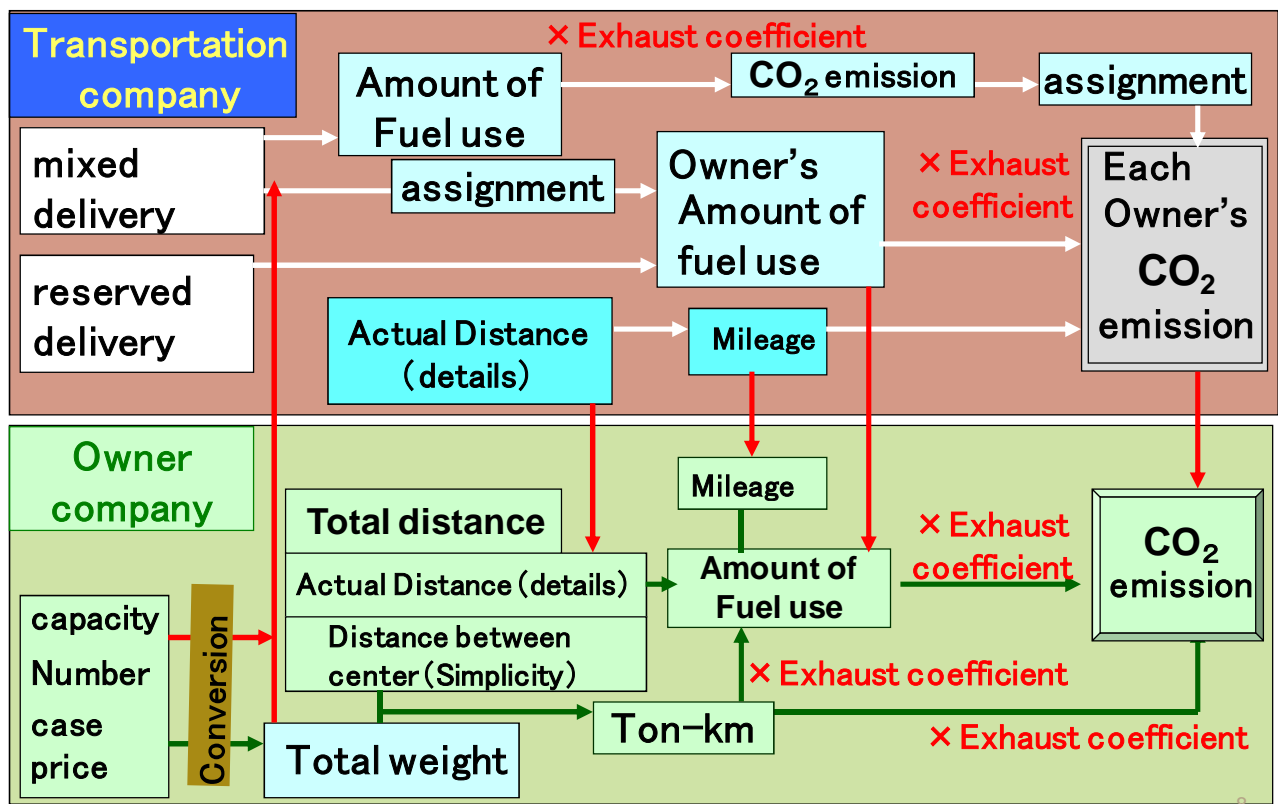 Transportation
company
× Exhaust coefficient
Amount of
Fuel use
CO₂ emission
assignment
mixed
delivery
assignment
Owner's
Amount of
fuel use
× Exhaust
coefficient
Each
Owner's
CO₂
emission
reserved
delivery
Actual Distance
(details)
Mileage
Owner
company
Mileage
Total distance
Actual Distance (details)
Distance between
center (Simplicity)
Amount of
Fuel use
× Exhaust
coefficient
CO₂
emission
capacity
Number
case
price
Conversion
× Exhaust coefficient
Ton-km
× Exhaust coefficient
Total weight